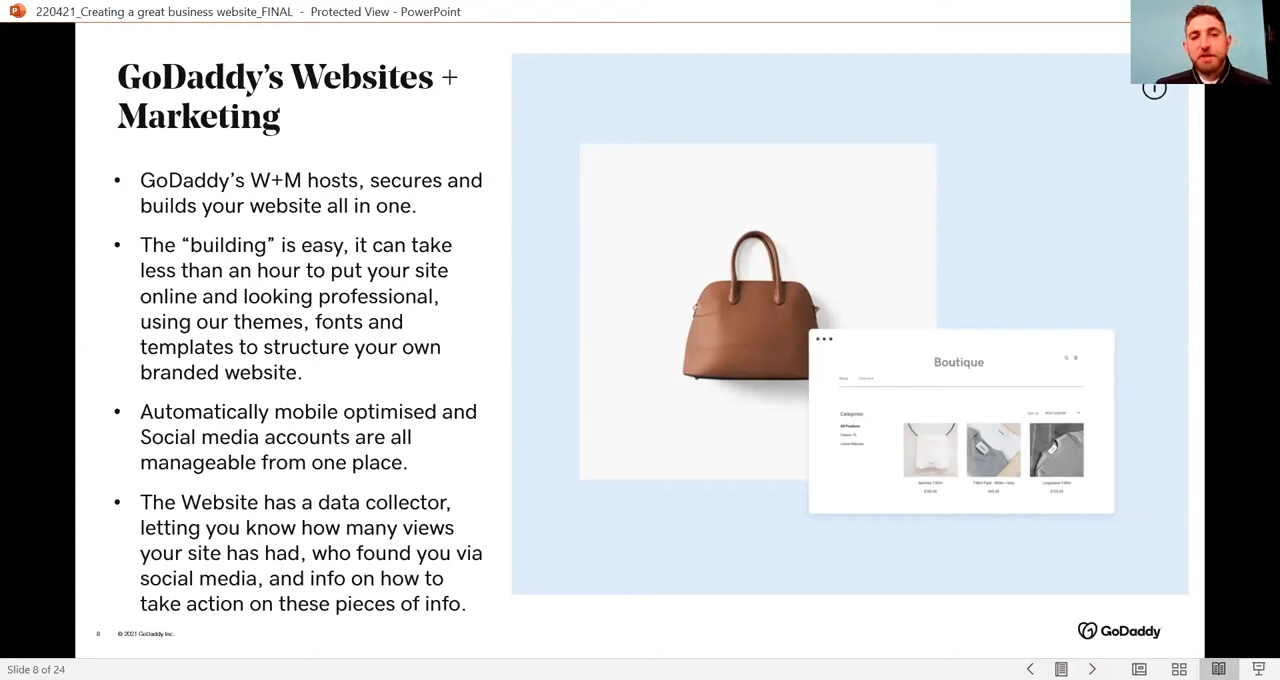 220421_Creating a great business website_FINAL - Protected View - PowerPoint
GoDaddy's Websites +
Marketing
• GoDaddy's W+M hosts, secures and
builds your website all in one.
• The “building” is easy, it can take
less than an hour to put your site
online and looking professional,
using our themes, fonts and
templates to structure your own
branded website.
• Automatically mobile optimised and
Social media accounts are all
manageable from one place.
• The Website has a data collector,
letting you know how many views
your site has had, who found you via
social media, and info on how to
take action on these pieces of info.
Boutique
Categories
All Products
8
© 2021 GoDaddy Inc.
GoDaddy
Slide 8 of 24